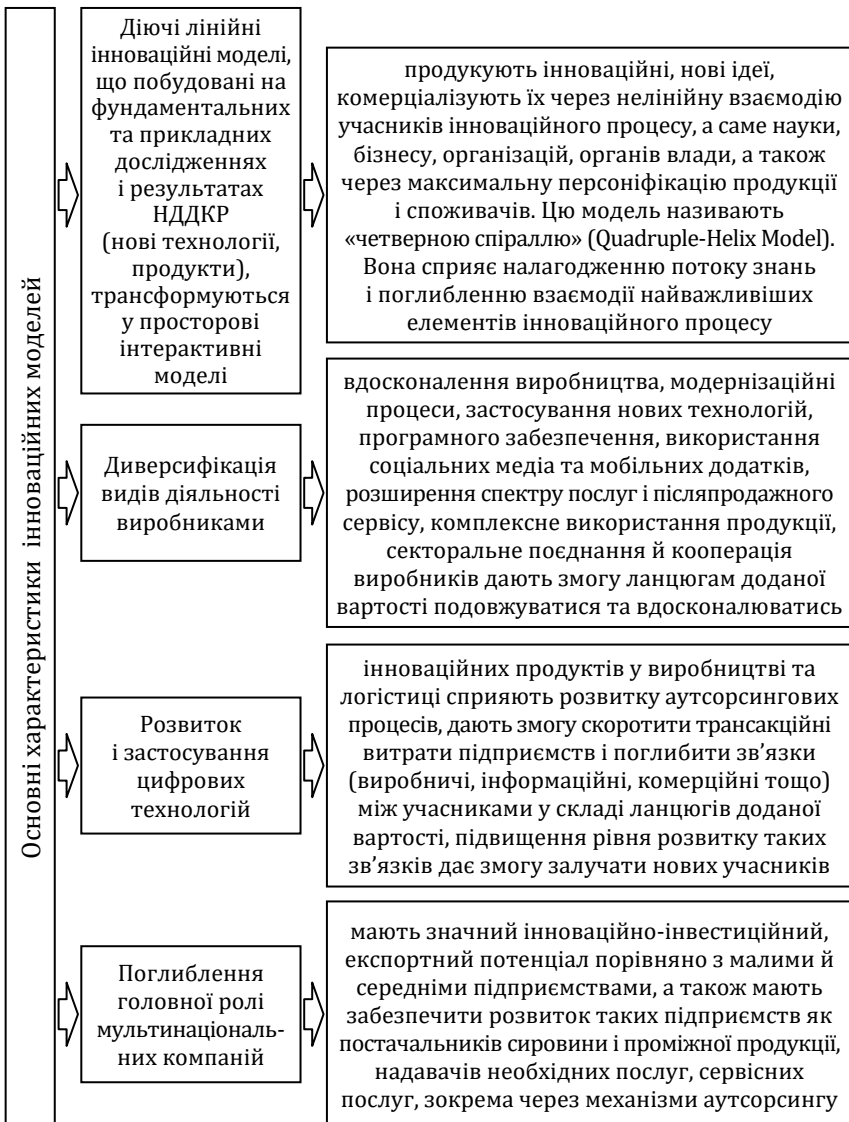 Основні характеристики інноваційних моделей
Діючі лінійні
інноваційні моделі,
що побудовані на
фундаментальних
та прикладних
дослідженнях
і результатах
НДДКР
(нові технології,
продукти),
трансформуються
у просторові
інтерактивні
моделі
продукують інноваційні, нові ідеї,
комерціалізують їх через нелінійну взаємодію
учасників інноваційного процесу, а саме науки,
бізнесу, організацій, органів влади, а також
через максимальну персоніфікацію продукції
і споживачів. Цю модель називають
«четверною спіраллю» (Quadruple-Helix Model).
Вона сприяє налагодженню потоку знань
і поглибленню взаємодії найважливіших
елементів інноваційного процесу
Диверсифікація
видів діяльності
виробниками
вдосконалення виробництва, модернізаційні
процеси, застосування нових технологій,
програмного забезпечення, використання
соціальних медіа та мобільних додатків,
розширення спектру послуг і післяпродажного
сервісу, комплексне використання продукції,
секторальне поєднання й кооперація
виробників дають змогу ланцюгам доданої
вартості подовжуватися та вдосконалюватись
Розвиток
і застосування
цифрових
технологій
інноваційних продуктів у виробництві та
логістиці сприяють розвитку аутсорсингових
процесів, дають змогу скоротити трансакційні
витрати підприємств і поглибити зв’язки
(виробничі, інформаційні, комерційні тощо)
між учасниками у складі ланцюгів доданої
вартості, підвищення рівня розвитку таких
зв’язків дає змогу залучати нових учасників
Поглиблення
головної ролі
мультинаціональ-
них компаній
мають значний інноваційно-інвестиційний,
експортний потенціал порівняно з малими й
середніми підприємствами, а також мають
забезпечити розвиток таких підприємств як
постачальників сировини і проміжної продукції,
надавачів необхідних послуг, сервісних
послуг, зокрема через механізми аутсорсингу